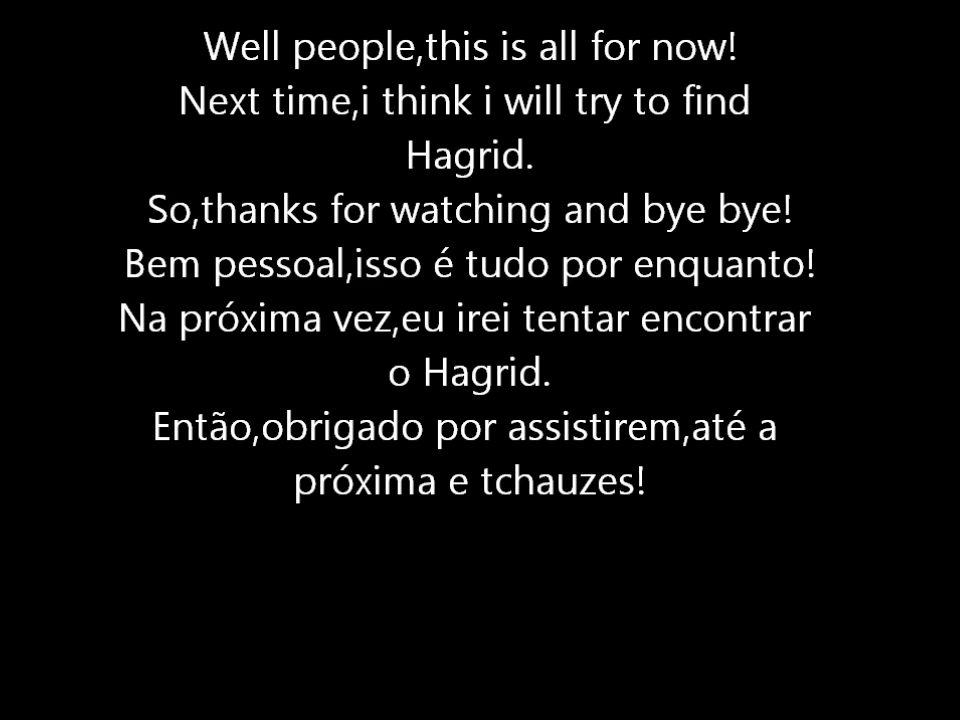 Well people,this is all for now!
Next time,i think i will try to find
Hagrid.
So,thanks for watching and bye bye!
Bem pessoal,isso é tudo por enquanto!
Na próxima vez,eu irei tentar encontrar
o Hagrid.
Então,obrigado por assistirem,até a
próxima e tchauzes!